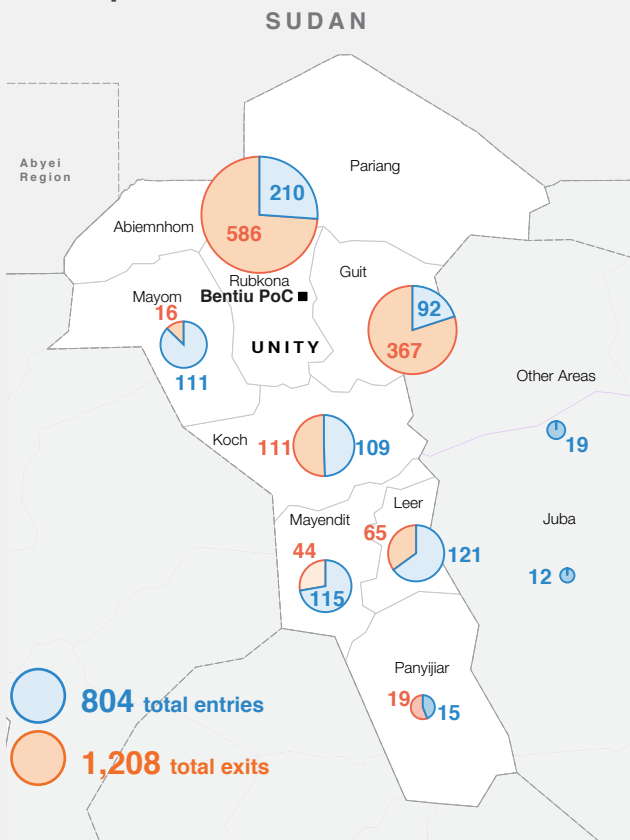 SUDAN
Abyei
Region
Pariang
210
586
Abiemnhom
Rubkona
Bentiu PoC
Guit
Mayom
16
111
92
367
UNITY
Other Areas
19
Koch
111
109
Leer
Mayendit
65
44
121
115
Juba
12
Panyijiar
19
15
804 total entries
1,208 total exits